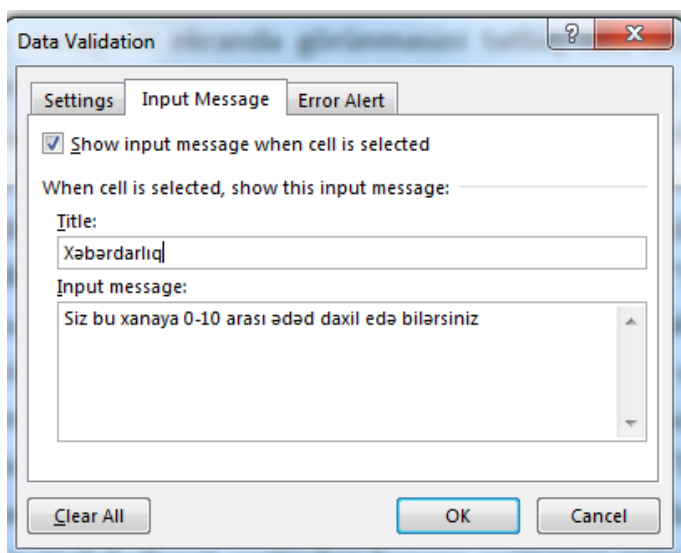 Data Validation
ekranda görünməsini
Settings Input Message Error Alert
Show input message when cell is selected
When cell is selected, show this input message:
Title:
Xəbərdarlıq
Input message:
Siz bu xanaya 0-10 arası ədəd daxil edə bilərsiniz
Clear All OK Cancel